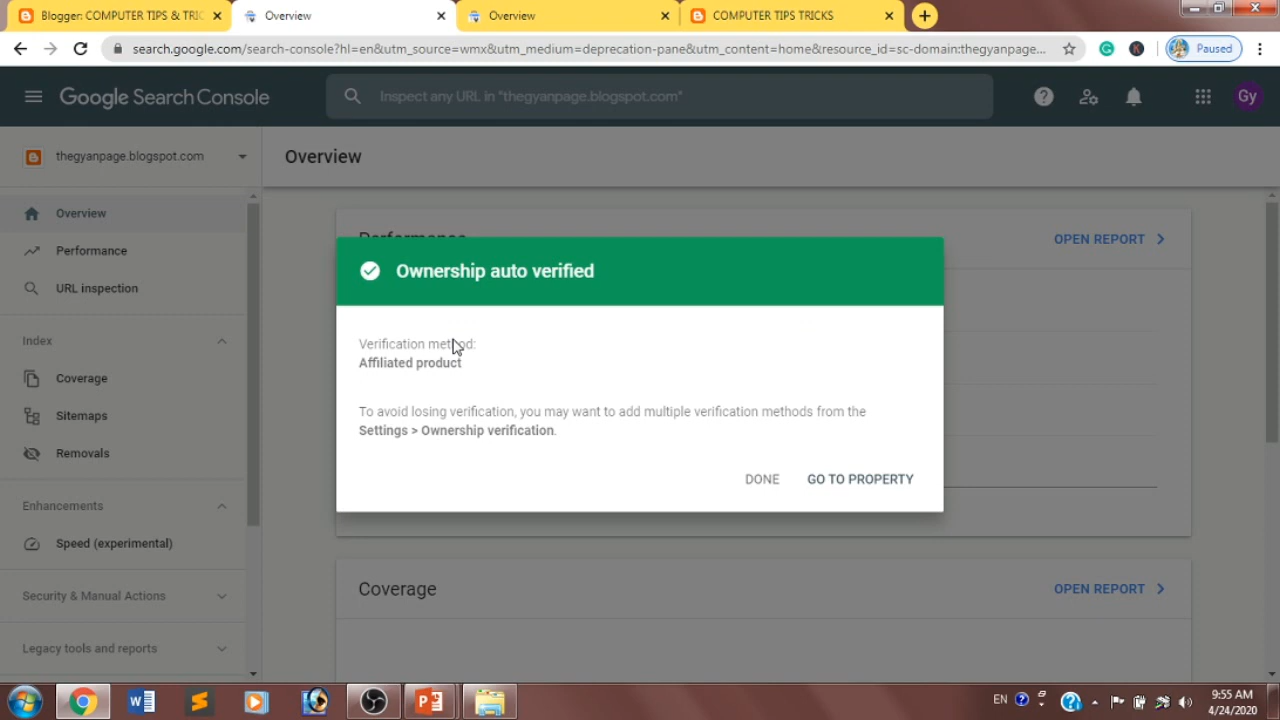 Blogger: COMPUTER TIPS & TRIC
Overview
Overview
COMPUTER TIPS TRICKS
search.google.com/search-console?hl=en&utm_source=wmx&utm_medium=deprecation-pane&utm_content=home&resource_id=sc-domain:thegyanpage...
Paused
Google Search Console
Inspect any URL in "thegyanpage.blogspot.com"
Gy
thegyanpage.blogspot.com
Overview
Overview
Performance
URL inspection
Index
Coverage
Sitemaps
Removals
Enhancements
Speed (experimental)
Security & Manual Actions
Legacy tools and reports
Performance
OPEN REPORT
Ownership auto verified
Verification method:
Affiliated product
To avoid losing verification, you may want to add multiple verification methods from the
Settings > Ownership verification.
DONE
GO TO PROPERTY
Coverage
OPEN REPORT
EN
9:55 AM
4/24/2020